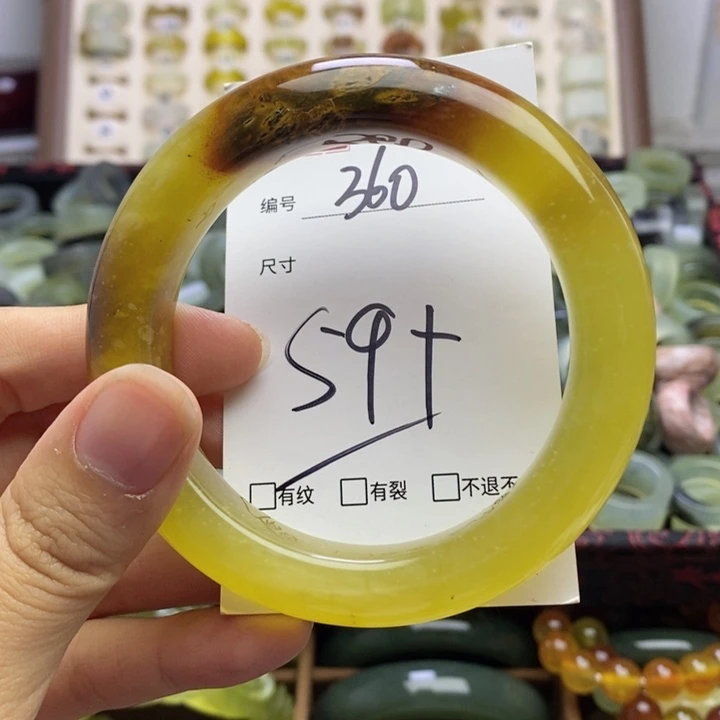 编号 360
尺寸
59+
□有纹 □有裂 □不退不